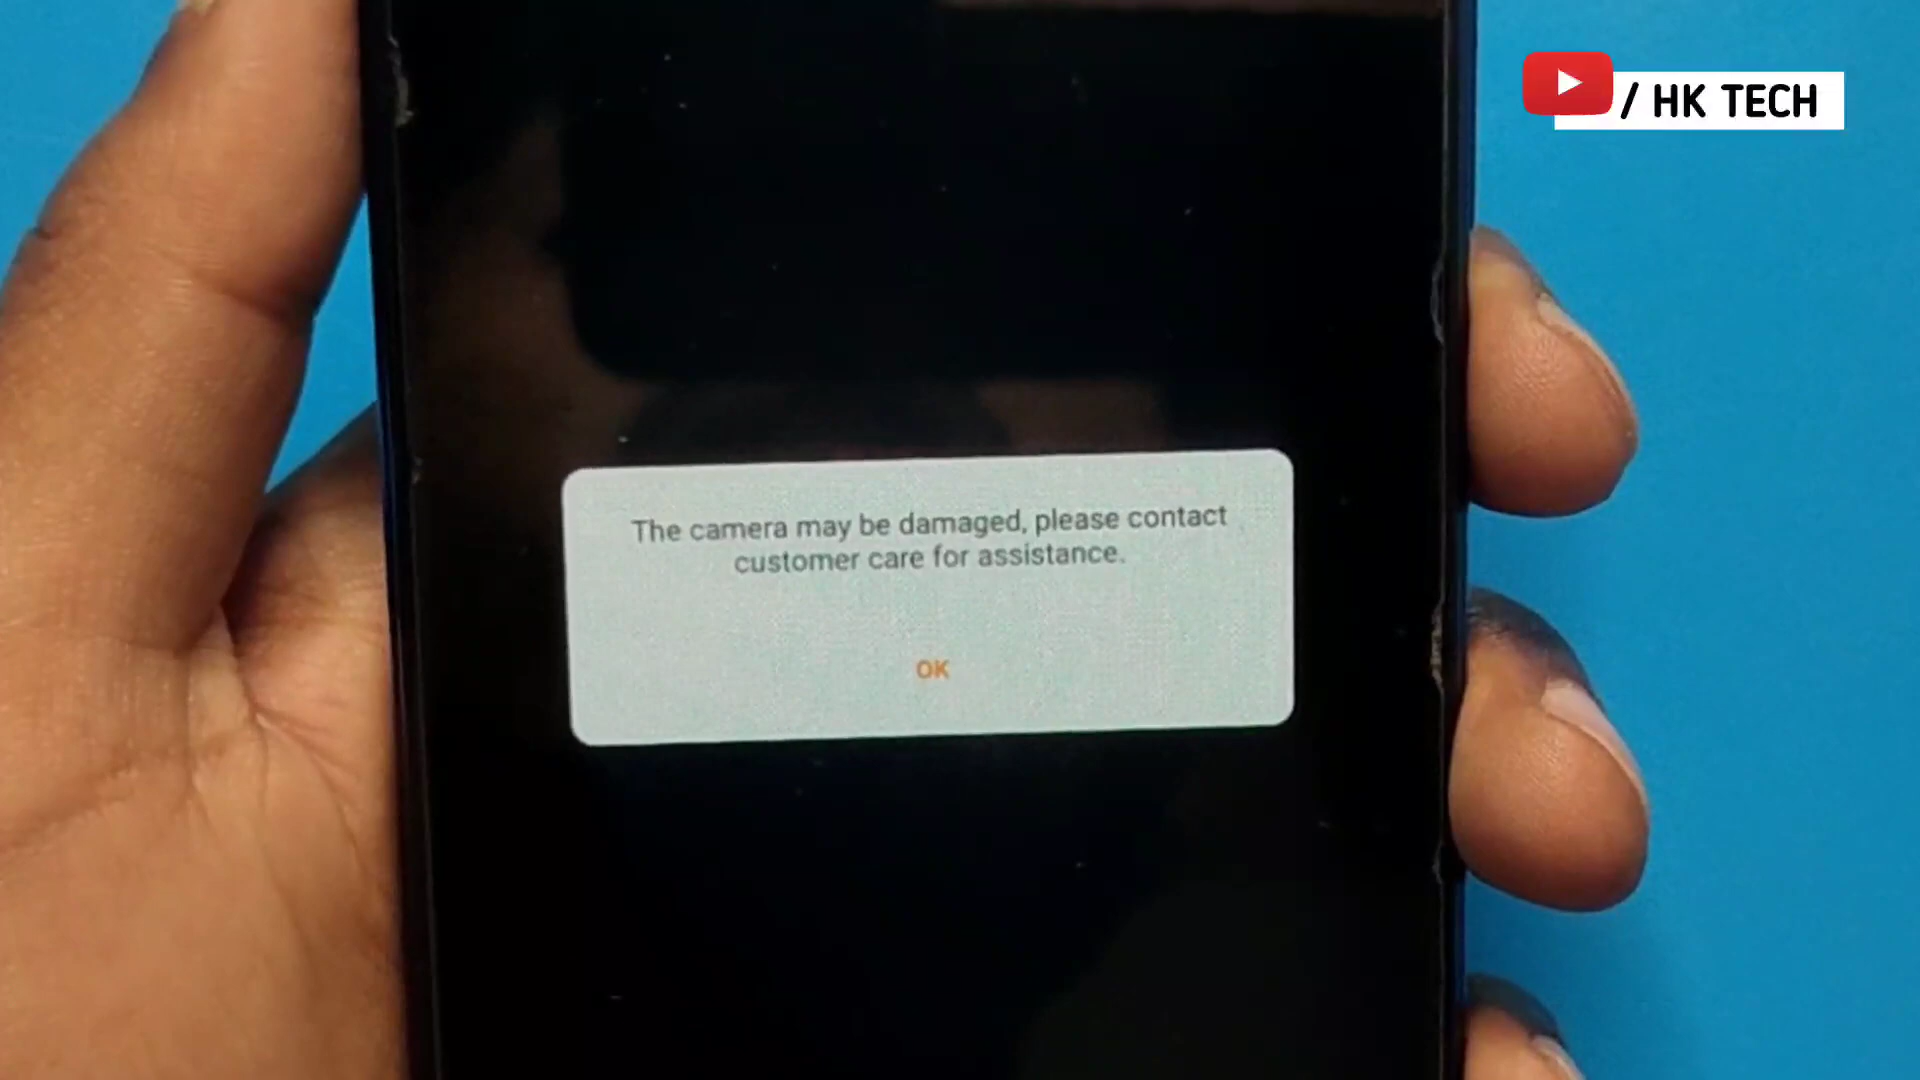 / HK TECH
The camera may be damaged, please contact
customer care for assistance.
OK